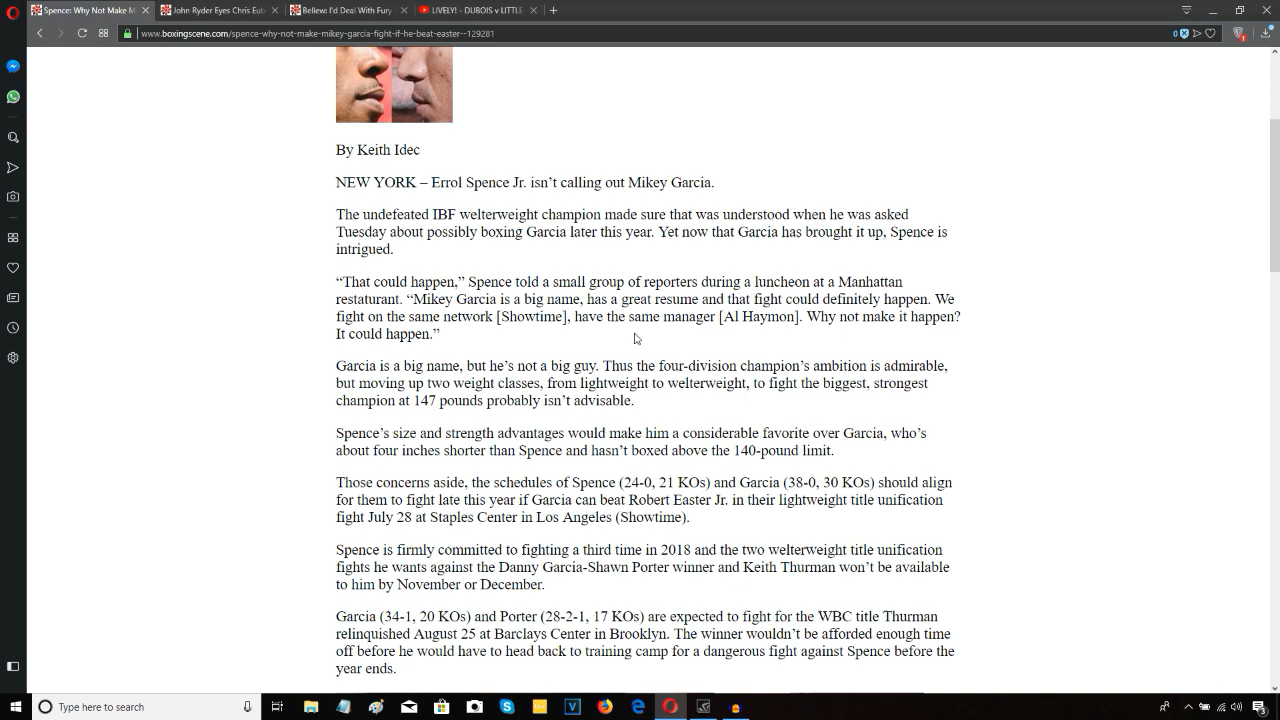 Spence: Why Not Make M
John Ryder Eyes Chris Eub
Bellew: I'd Deal With Fury
LIVELY! - DUBOIS v LITTLE
www.boxingscene.com/spence-why-not-make-mikey-garcia-fight-if-he-beat-easter--129281
0
By Keith Idec
NEW YORK – Errol Spence Jr. isn’t calling out Mikey Garcia.
The undefeated IBF welterweight champion made sure that was understood when he was asked
Tuesday about possibly boxing Garcia later this year. Yet now that Garcia has brought it up, Spence is
intrigued.
“That could happen,” Spence told a small group of reporters during a luncheon at a Manhattan
restaturant. “Mikey Garcia is a big name, has a great resume and that fight could definitely happen. We
fight on the same network [Showtime], have the same manager [Al Haymon]. Why not make it happen?
It could happen.”
Garcia is a big name, but he’s not a big guy. Thus the four-division champion’s ambition is admirable,
but moving up two weight classes, from lightweight to welterweight, to fight the biggest, strongest
champion at 147 pounds probably isn’t advisable.
Spence’s size and strength advantages would make him a considerable favorite over Garcia, who’s
about four inches shorter than Spence and hasn’t boxed above the 140-pound limit.
Those concerns aside, the schedules of Spence (24-0, 21 KOs) and Garcia (38-0, 30 KOs) should align
for them to fight late this year if Garcia can beat Robert Easter Jr. in their lightweight title unification
fight July 28 at Staples Center in Los Angeles (Showtime).
Spence is firmly committed to fighting a third time in 2018 and the two welterweight title unification
fights he wants against the Danny Garcia-Shawn Porter winner and Keith Thurman won’t be available
to him by November or December.
Garcia (34-1, 20 KOs) and Porter (28-2-1, 17 KOs) are expected to fight for the WBC title Thurman
relinquished August 25 at Barclays Center in Brooklyn. The winner wouldn’t be afforded enough time
off before he would have to head back to training camp for a dangerous fight against Spence before the
year ends.
Type here to search